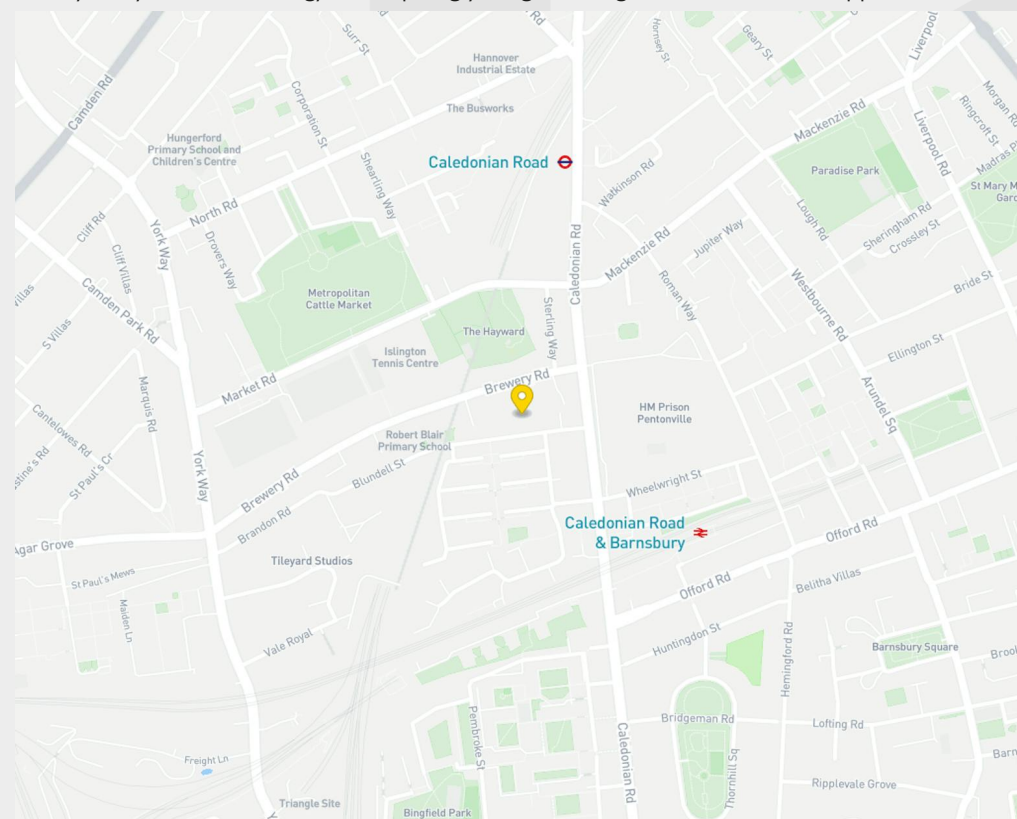 Camden Rd
Surr St
Hannover
Industrial Estate
Rd
Hornsey St
Geary St
Liverpool
The Busworks
Corporation St
Hungerford
Primary School and
Children's Centre
Caledonian Road
Shearling Way
Watkinson Rd
Mackenzie Rd
Liverpool Rd
Ringcroft St
Morgan R
Madras P
Paradise Park
St Mary M
Gard
North Rd
Cliff Rd
York Way
Drovers Way
Cliff Villas
Lough Rd
Sheringham Rd
Crossley St
Caledonian Rd
Mackenzie Rd
Jupiter Way
Roman Way
Westbourne Rd
Bride St
Villas
Camden Park Rd
Metropolitan
Cattle Market
S Villas
The Hayward
Sterling Way
Ellington St
Islington
Tennis Centre
Market Rd
Brewery Rd
Marquis Rd
HM Prison
Pentonville
Arundel Sq
Cantelowes Rd
Robert Blair
Primary School
St Paul's Cr
stine's Rd
York Way
Blundell St
Brewery Rd
Wheelwright St
Brandon Rd
Caledonian Road
& Barnsbury
Offord Rd
Agar Grove
Tileyard Studios
St Paul's Mews
Offord Rd
Belitha Villas
Maiden Ln
Vale Royal
Huntingdon St
Hemingford Rd
Barnsbury Square
Broo
Pembroke St
Bridgeman Rd
Lofting Rd
Caledonian Rd
Thornhill Sq
Barn
Freight Ln
Ripplevale Grove
Triangle Site
Bingfield Park
Y